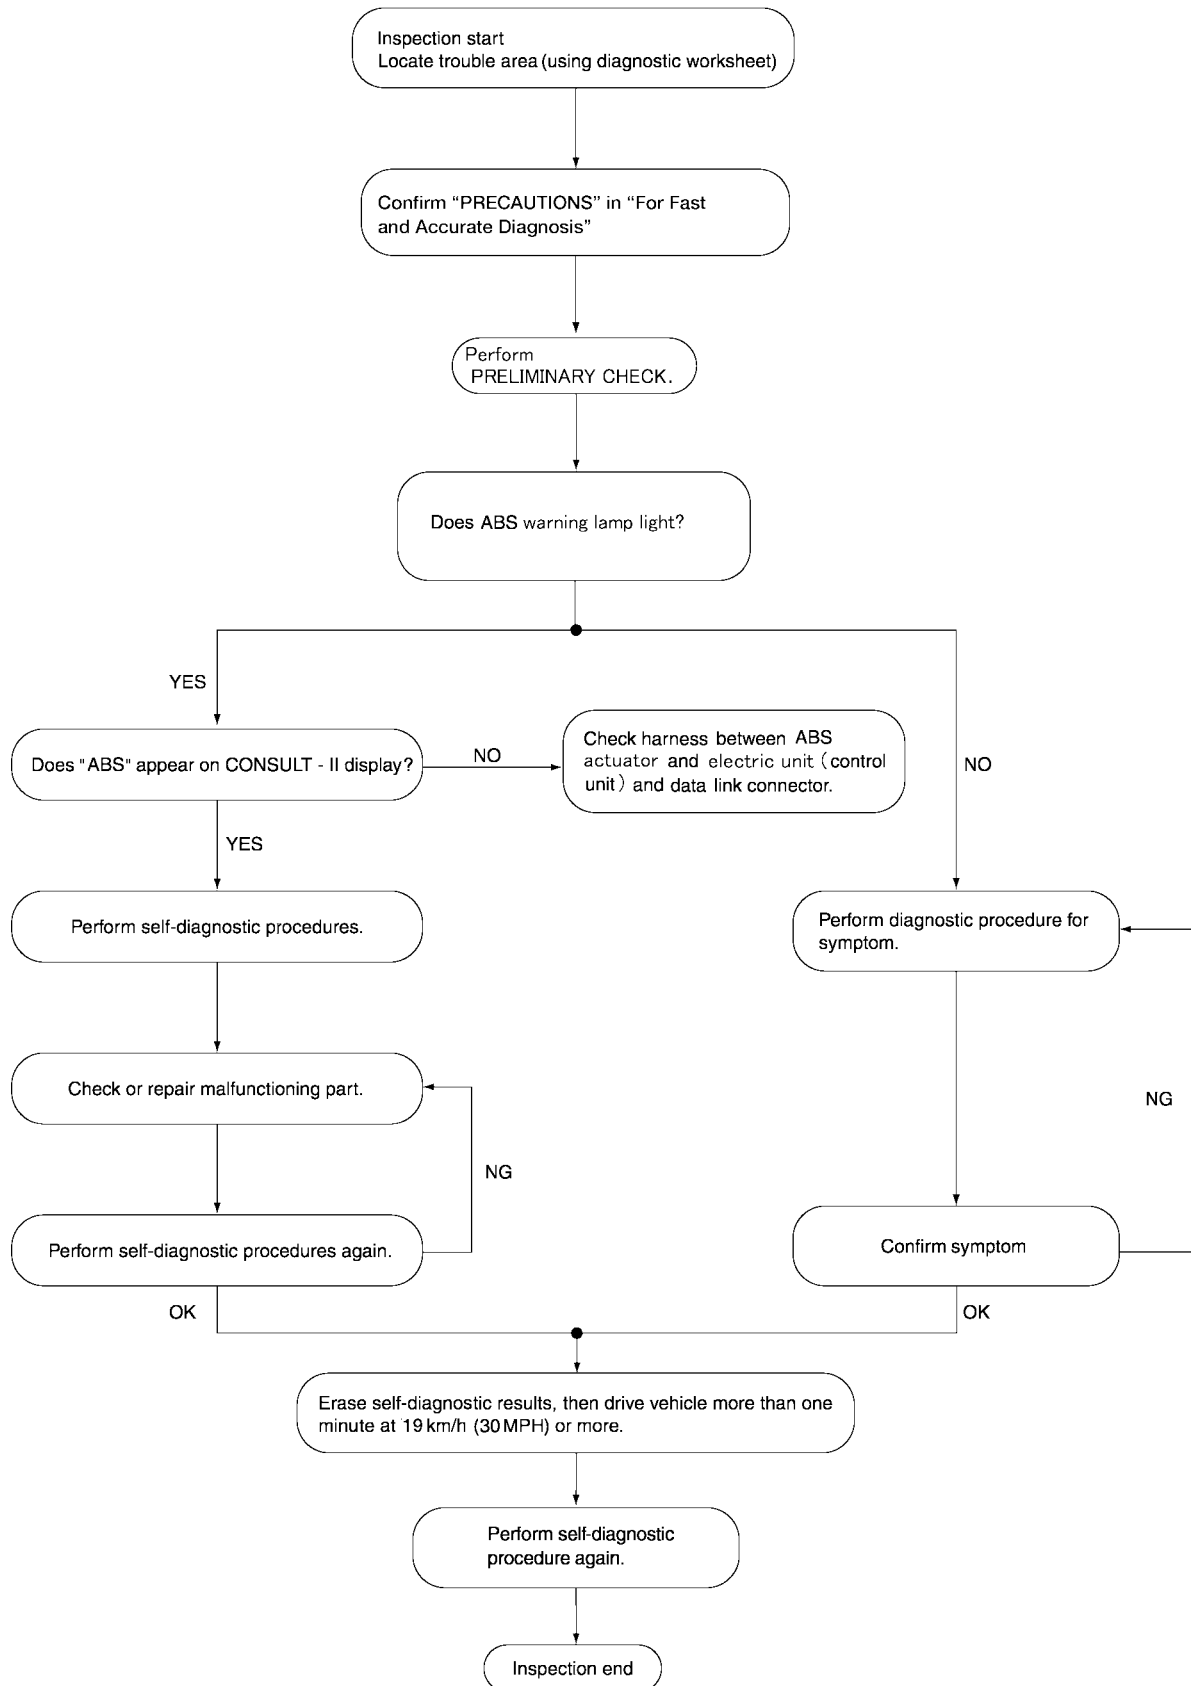 Inspection start
Locate trouble area (using diagnostic worksheet)
Confirm “PRECAUTIONS” in “For Fast
and Accurate Diagnosis”
Perform
PRELIMINARY CHECK.
Does ABS warning lamp light?
YES
Does "ABS" appear on CONSULT - II display?
NO
Check harness between ABS
actuator and electric unit (control
unit) and data link connector.
NO
YES
Perform self-diagnostic procedures.
Perform diagnostic procedure for
symptom.
Check or repair malfunctioning part.
NG
NG
Perform self-diagnostic procedures again.
Confirm symptom
OK
OK
Erase self-diagnostic results, then drive vehicle more than one
minute at 19 km/h (30 MPH) or more.
Perform self-diagnostic
procedure again.
Inspection end